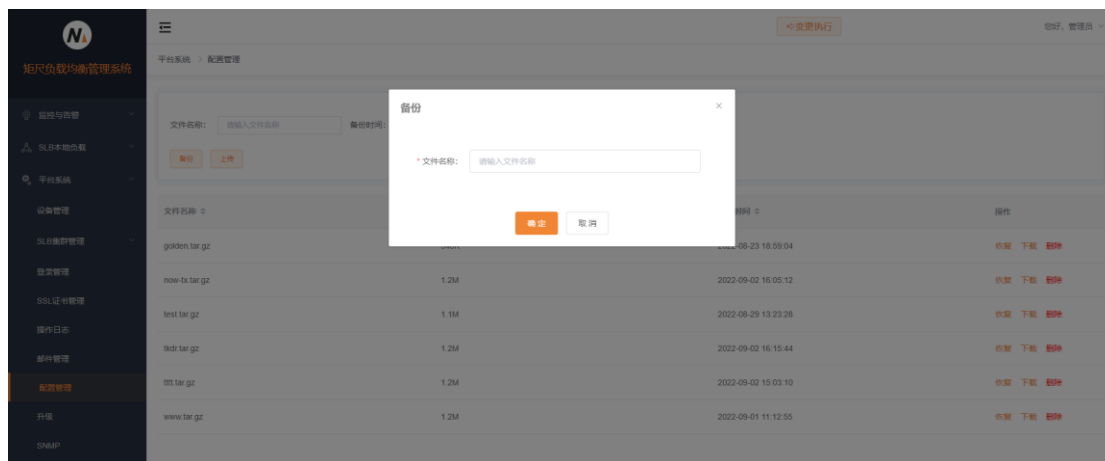 矩尺负载均衡管理系统
监控与告警
SLB本地负载
平台系统
设备管理
SLB集群管理
登录管理
SSL证书管理
操作日志
邮件管理
配置管理
升级
SNMP
变更执行
您好，管理员
平台系统 > 配置管理
文件名称： 请输入文件名称 备份时间：
备份 上传
备份 ×
* 文件名称： 请输入文件名称
确定 取消
文件名称 时间 操作
golden.tar.gz 2022-08-23 18:59:04 恢复 下载 删除
now-tx.tar.gz 1.2M 2022-09-02 16:05:12 恢复 下载 删除
test.tar.gz 1.1M 2022-08-29 13:23:28 恢复 下载 删除
tkdr.tar.gz 1.2M 2022-09-02 16:15:44 恢复 下载 删除
1.2M 2022-09-02 15:03:10 恢复 下载 删除
www.tar.gz 1.2M 2022-09-01 11:12:55 恢复 下载 删除